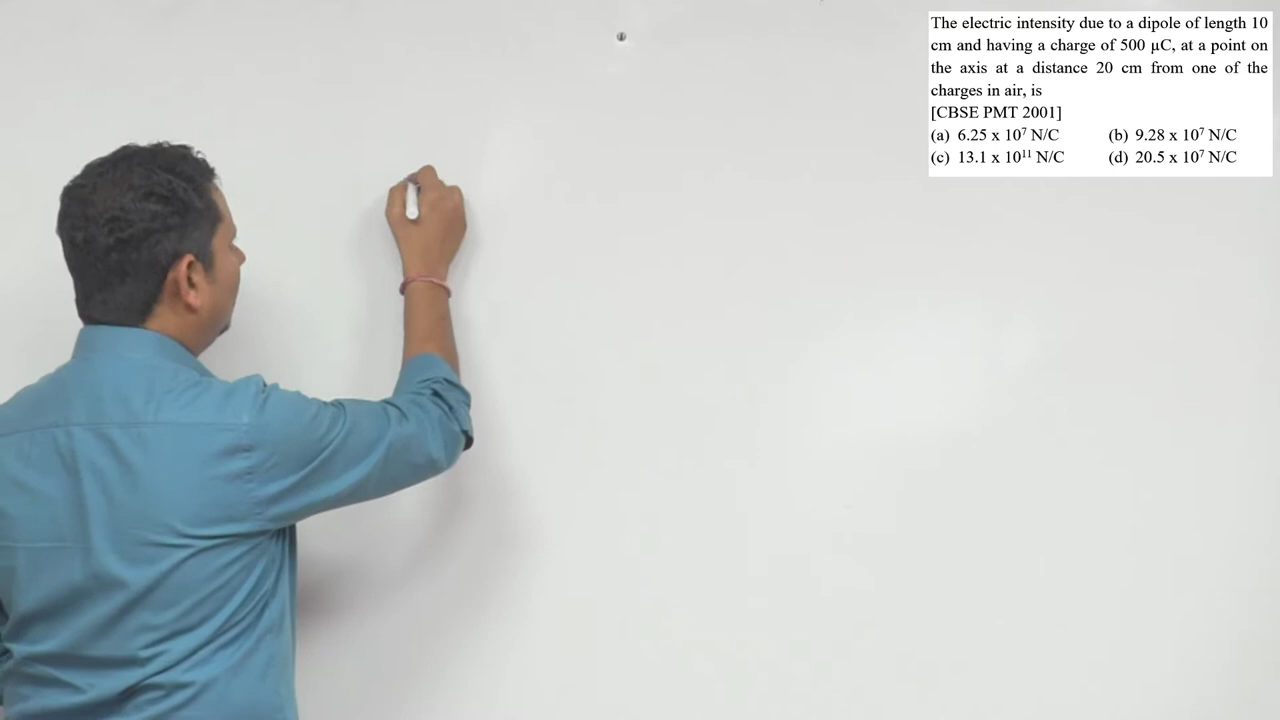 The electric intensity due to a dipole of length 10
cm and having a charge of 500 μC, at a point on
the axis at a distance 20 cm from one of the
charges in air, is
[CBSE PMT 2001]
(a) 6.25 x 10⁷ N/C (b) 9.28 x 10⁷ N/C
(c) 13.1 x 10¹¹ N/C (d) 20.5 x 10⁷ N/C